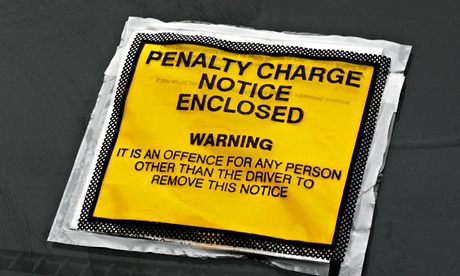 PENALTY CHARGE
NOTICE
ENCLOSED
WARNING
IT IS AN OFFENCE FOR ANY PERSON
OTHER THAN THE DRIVER TO
REMOVE THIS NOTICE